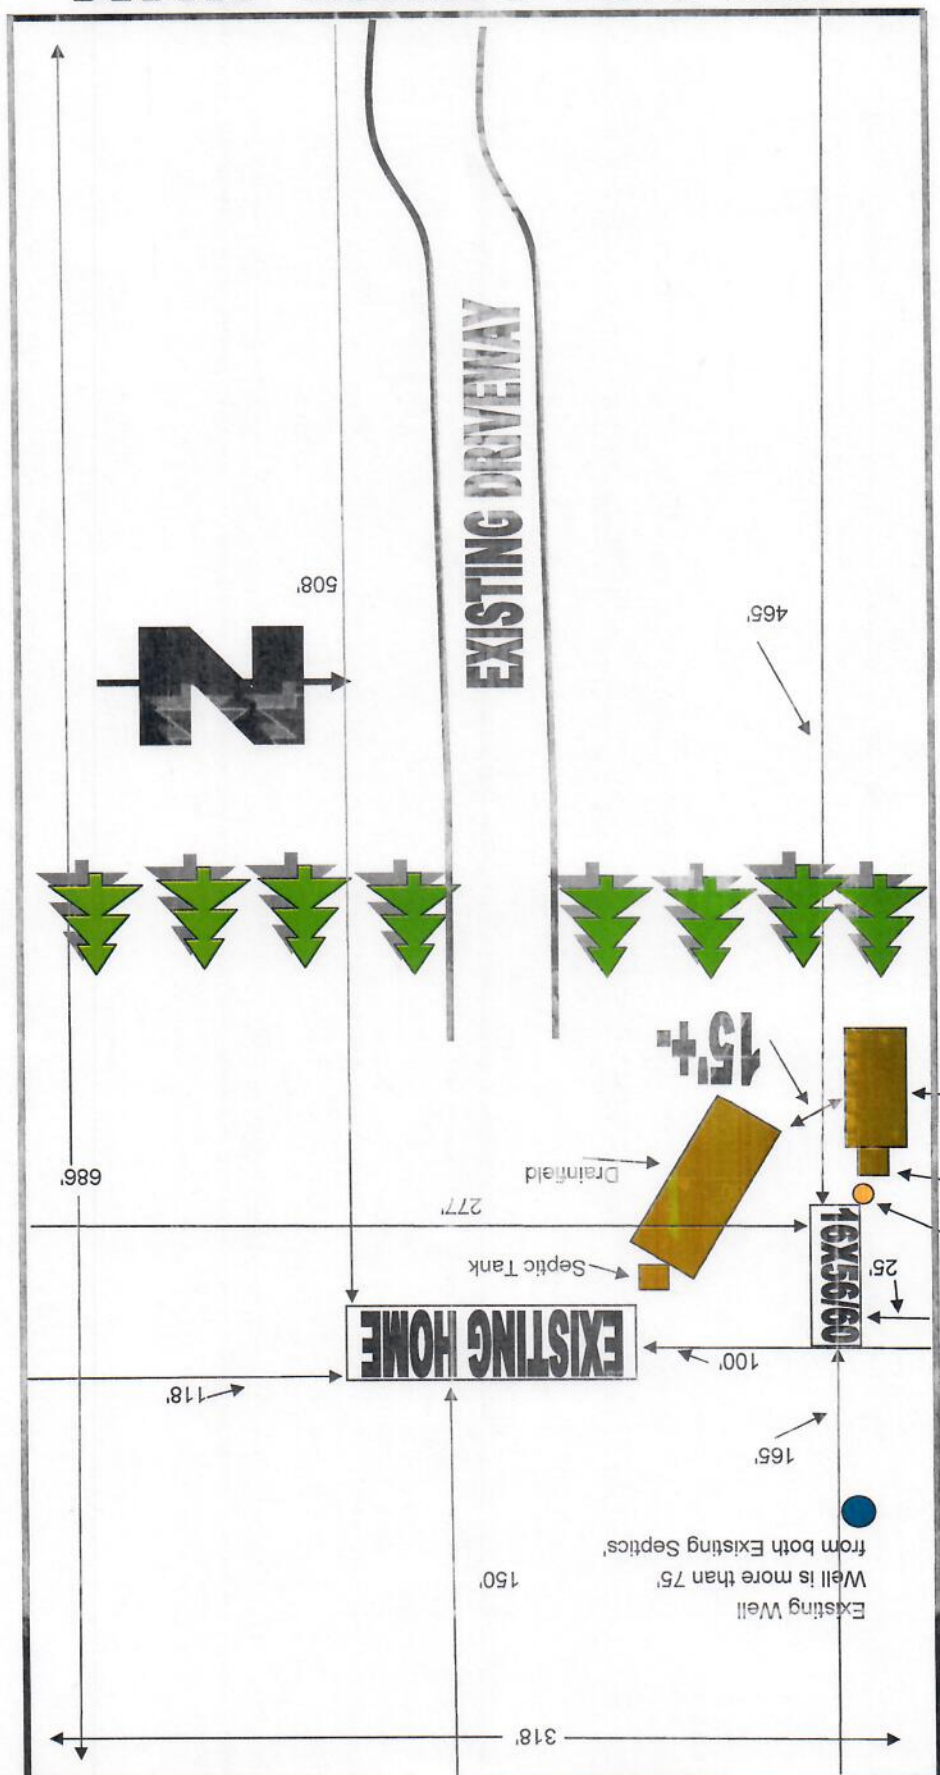 318'
Existing Well
Well is more than 75'
from both Existing Septics'
150'
165'
118'
100'
EXISTING HOME
25'
16X56/60
Septic Tank
277'
686'
Drainfield
15'+
N
465'
508'
EXISTING DRIVEWAY